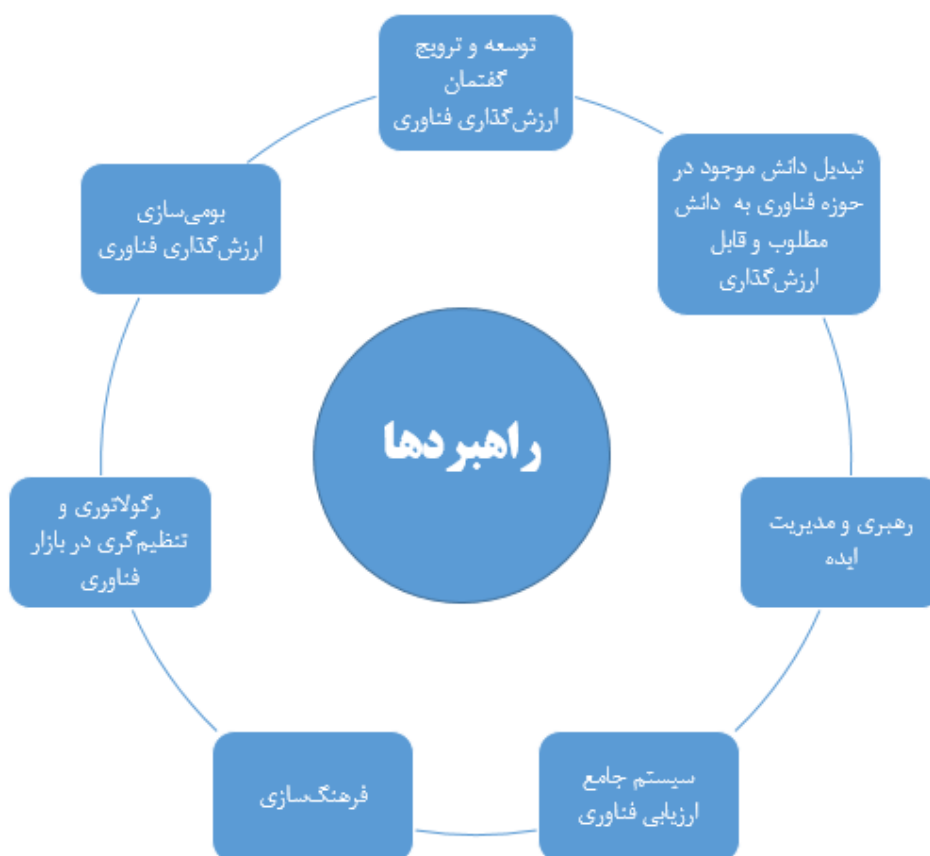 توسعه و ترویج
گفتمان
ارزش‌گذاری فناوری
تبدیل دانش موجود در
حوزه فناوری به دانش
مطلوب و قابل
ارزش‌گذاری
رهبری و مدیریت
ایده
سیستم جامع
ارزیابی فناوری
فرهنگ‌سازی
رگولاتوری و
تنظیم‌گری در بازار
فناوری
بومی‌سازی
ارزش‌گذاری فناوری
راهبردها